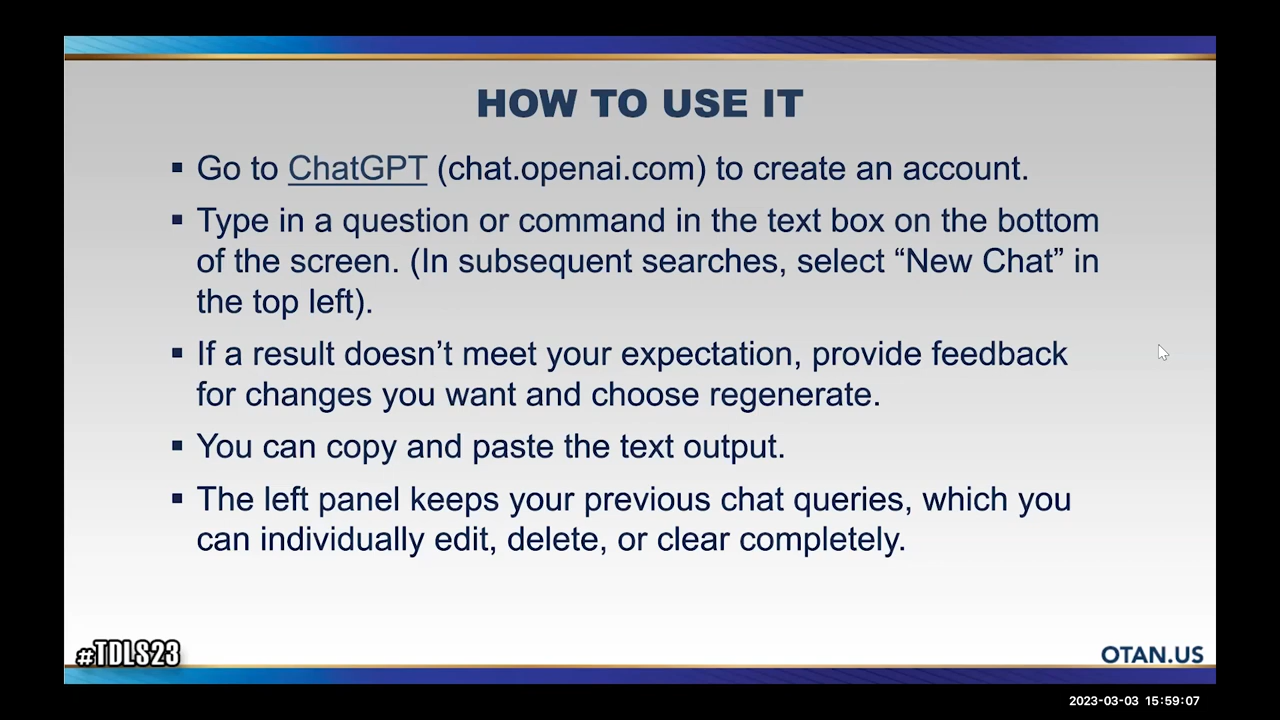 HOW TO USE IT
▪ Go to ChatGPT (chat.openai.com) to create an account.
▪ Type in a question or command in the text box on the bottom
of the screen. (In subsequent searches, select “New Chat” in
the top left).
▪ If a result doesn’t meet your expectation, provide feedback
for changes you want and choose regenerate.
▪ You can copy and paste the text output.
▪ The left panel keeps your previous chat queries, which you
can individually edit, delete, or clear completely.
#TDLS23
OTAN.US
2023-03-03 15:59:07